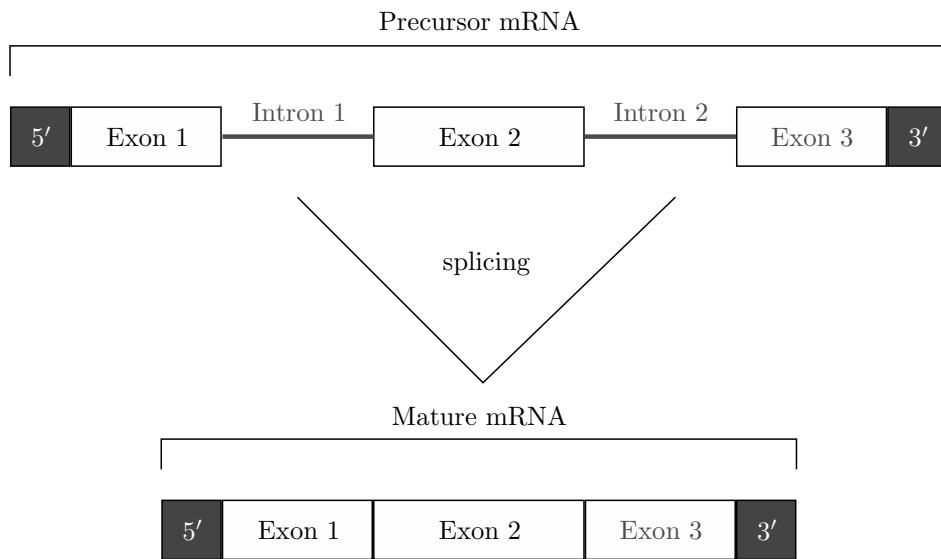 Precursor mRNA
Intron 1 Intron 2
5′ Exon 1 Exon 2 Exon 3 3′
splicing
Mature mRNA
5′ Exon 1 Exon 2 Exon 3 3′